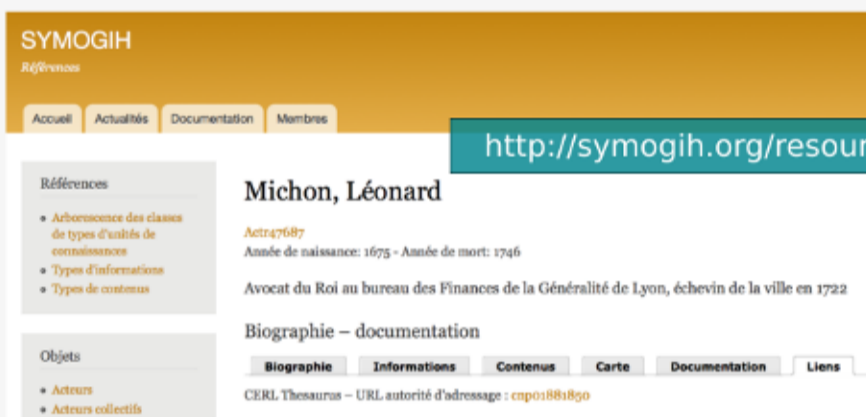 SYMOGIH
Références
Accueil Actualités Documentation Membres
http://symogih.org/resour
Références
Arborescence des classes
de types d'unités de
connaissances
Types d'informations
Types de contenus
Objets
Acteurs
Acteurs collectifs
Michon, Léonard
Actr47687
Année de naissance: 1675 - Année de mort: 1746
Avocat du Roi au bureau des Finances de la Généralité de Lyon, échevin de la ville en 1722
Biographie – documentation
Biographie Informations Contenus Carte Documentation Liens
CERL Thesaurus – URL autorité d'adressage : cnp01881850